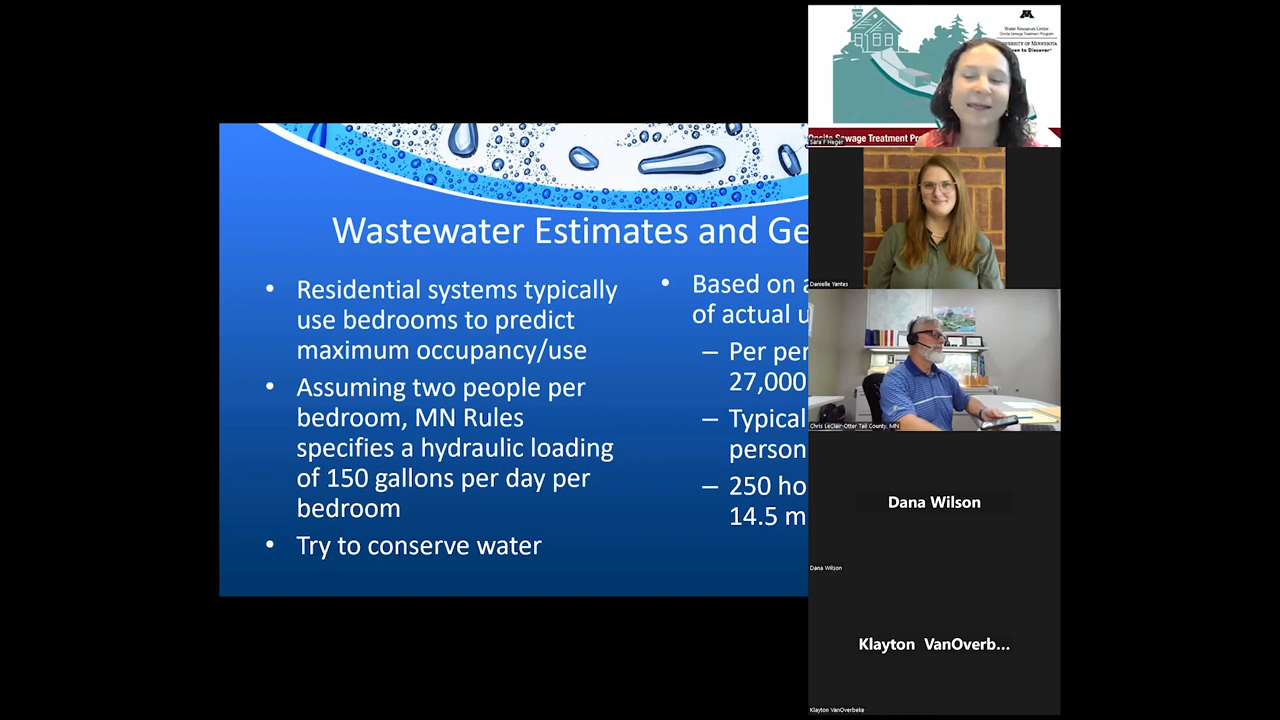 Wastewater Estimates and Ge
• Residential systems typically
use bedrooms to predict
maximum occupancy/use
• Assuming two people per
bedroom, MN Rules
specifies a hydraulic loading
of 150 gallons per day per
bedroom
• Try to conserve water
• Based on a
of actual u
– Per per
27,000
– Typical
person
– 250 ho
14.5 m
Water Resources Center
Onsite Sewage Treatment Program
UNIVERSITY OF MINNESOTA
Driven to Discover
Onsite Sewage Treatment Pr
Sara F Heger
Danielle Yantes
Chris LeClair-Otter Tail County, MN
Dana Wilson
Dana Wilson
Klayton VanOverb...
Klayton VanOverbeke